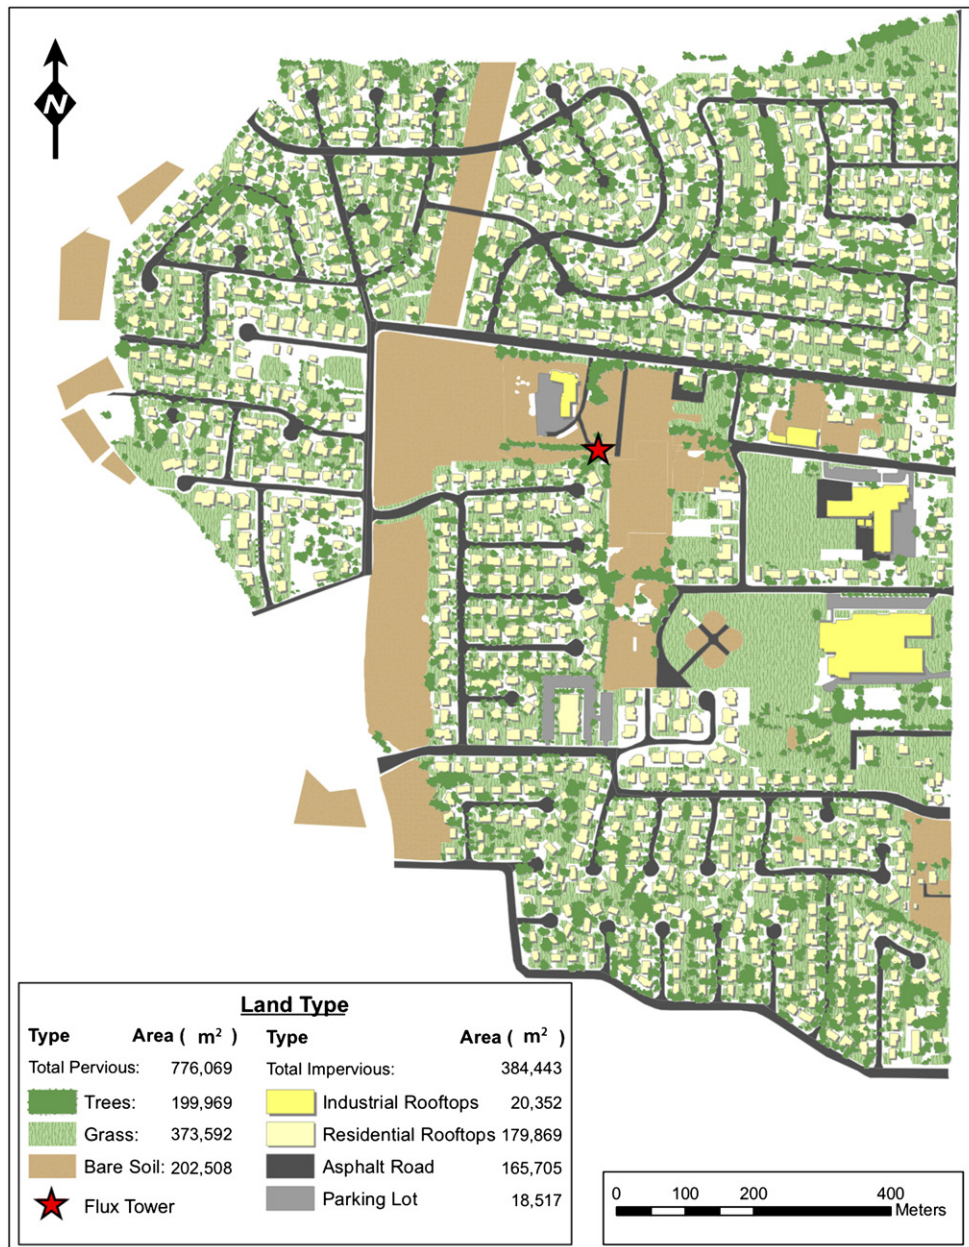 N
Land Type
Type Area ( m² ) Type Area ( m² )
Total Pervious: 776,069 Total Impervious: 384,443
Trees: 199,969 Industrial Rooftops 20,352
Grass: 373,592 Residential Rooftops 179,869
Bare Soil: 202,508 Asphalt Road 165,705
Flux Tower Parking Lot 18,517
0 100 200 400
Meters